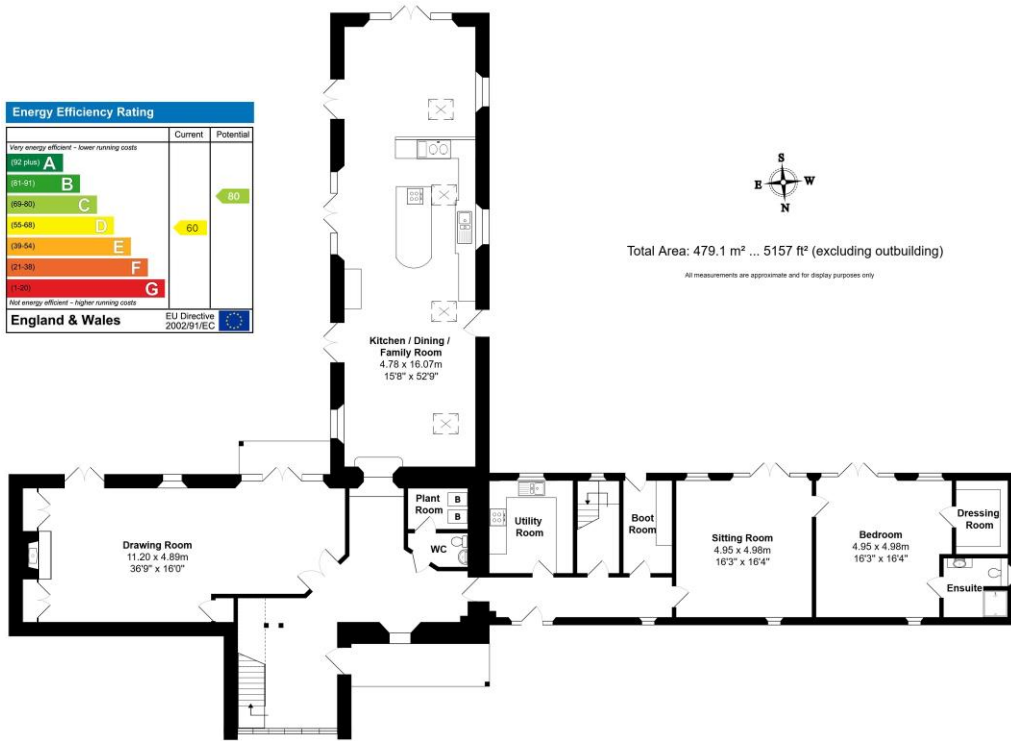 Energy Efficiency Rating
Current Potential
Very energy efficient - lower running costs
(92 plus) A
(81-91) B
(69-80) C
(55-68) D
(39-54) E
(21-38) F
(1-20) G
60
80
Not energy efficient - higher running costs
England & Wales
EU Directive
2002/91/EC
S
E W
N
Total Area: 479.1 m² ... 5157 ft² (excluding outbuilding)
All measurements are approximate and for display purposes only
Kitchen / Dining /
Family Room
4.78 x 16.07m
15'8" x 52'9"
Drawing Room
11.20 x 4.89m
36'9" x 16'0"
Plant
Room
B
B
WC
Utility
Room
Boot
Room
Sitting Room
4.95 x 4.98m
16'3" x 16'4"
Bedroom
4.95 x 4.98m
16'3" x 16'4"
Dressing
Room
Ensuite